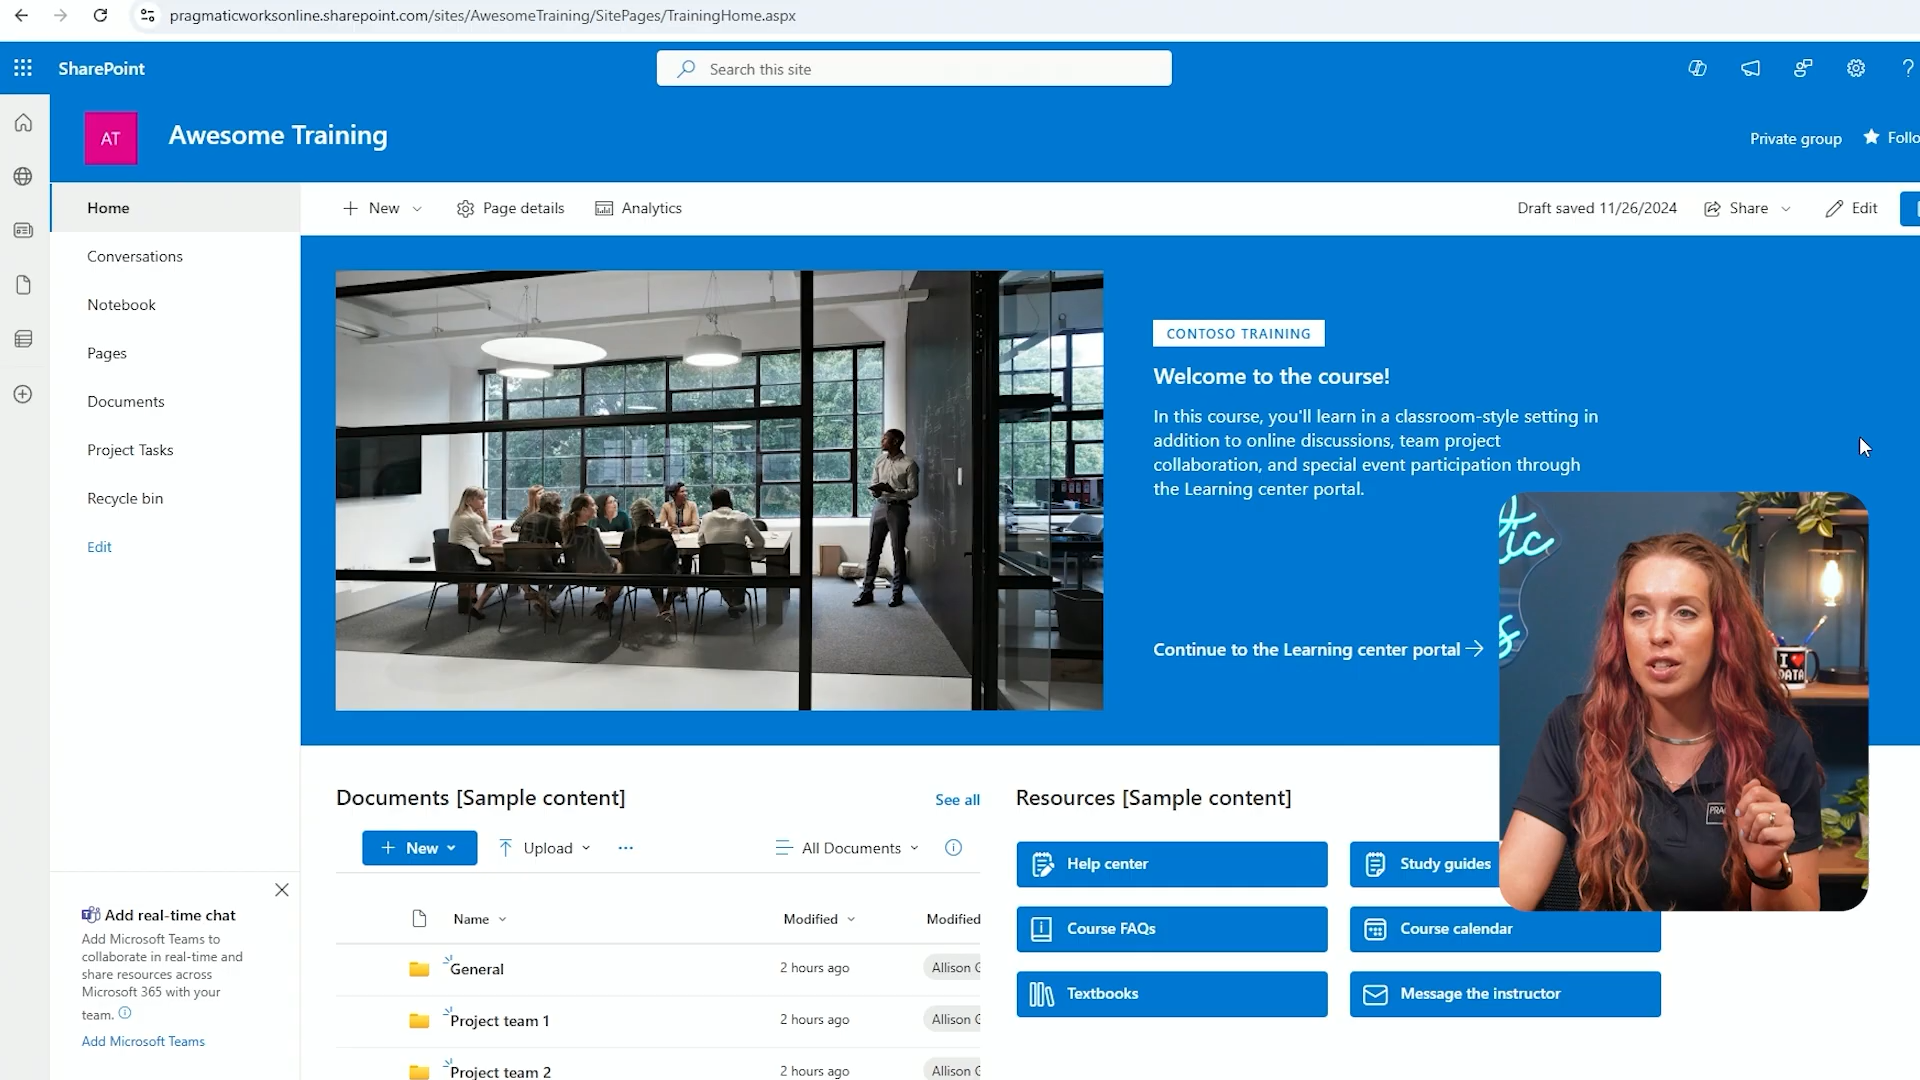 pragmaticworksonline.sharepoint.com/sites/AwesomeTraining/SitePages/TrainingHome.aspx
SharePoint
Search this site
?
AT
Awesome Training
Private group
Follo
Home
New
Page details
Analytics
Draft saved 11/26/2024
Share
Edit
Conversations
Notebook
Pages
Documents
Project Tasks
Recycle bin
Edit
CONTOSO TRAINING
Welcome to the course!
In this course, you'll learn in a classroom-style setting in
addition to online discussions, team project
collaboration, and special event participation through
the Learning center portal.
Continue to the Learning center portal
tic
s
I ♥
DATA
PRA
Documents [Sample content]
See all
New
Upload
All Documents
Name
Modified
Modified
General
2 hours ago
Allison G
Project team 1
2 hours ago
Allison G
Project team 2
2 hours ago
Allison G
Resources [Sample content]
Help center
Study guides
Course FAQs
Course calendar
Textbooks
Message the instructor
Add real-time chat
Add Microsoft Teams to
collaborate in real-time and
share resources across
Microsoft 365 with your
team.
Add Microsoft Teams